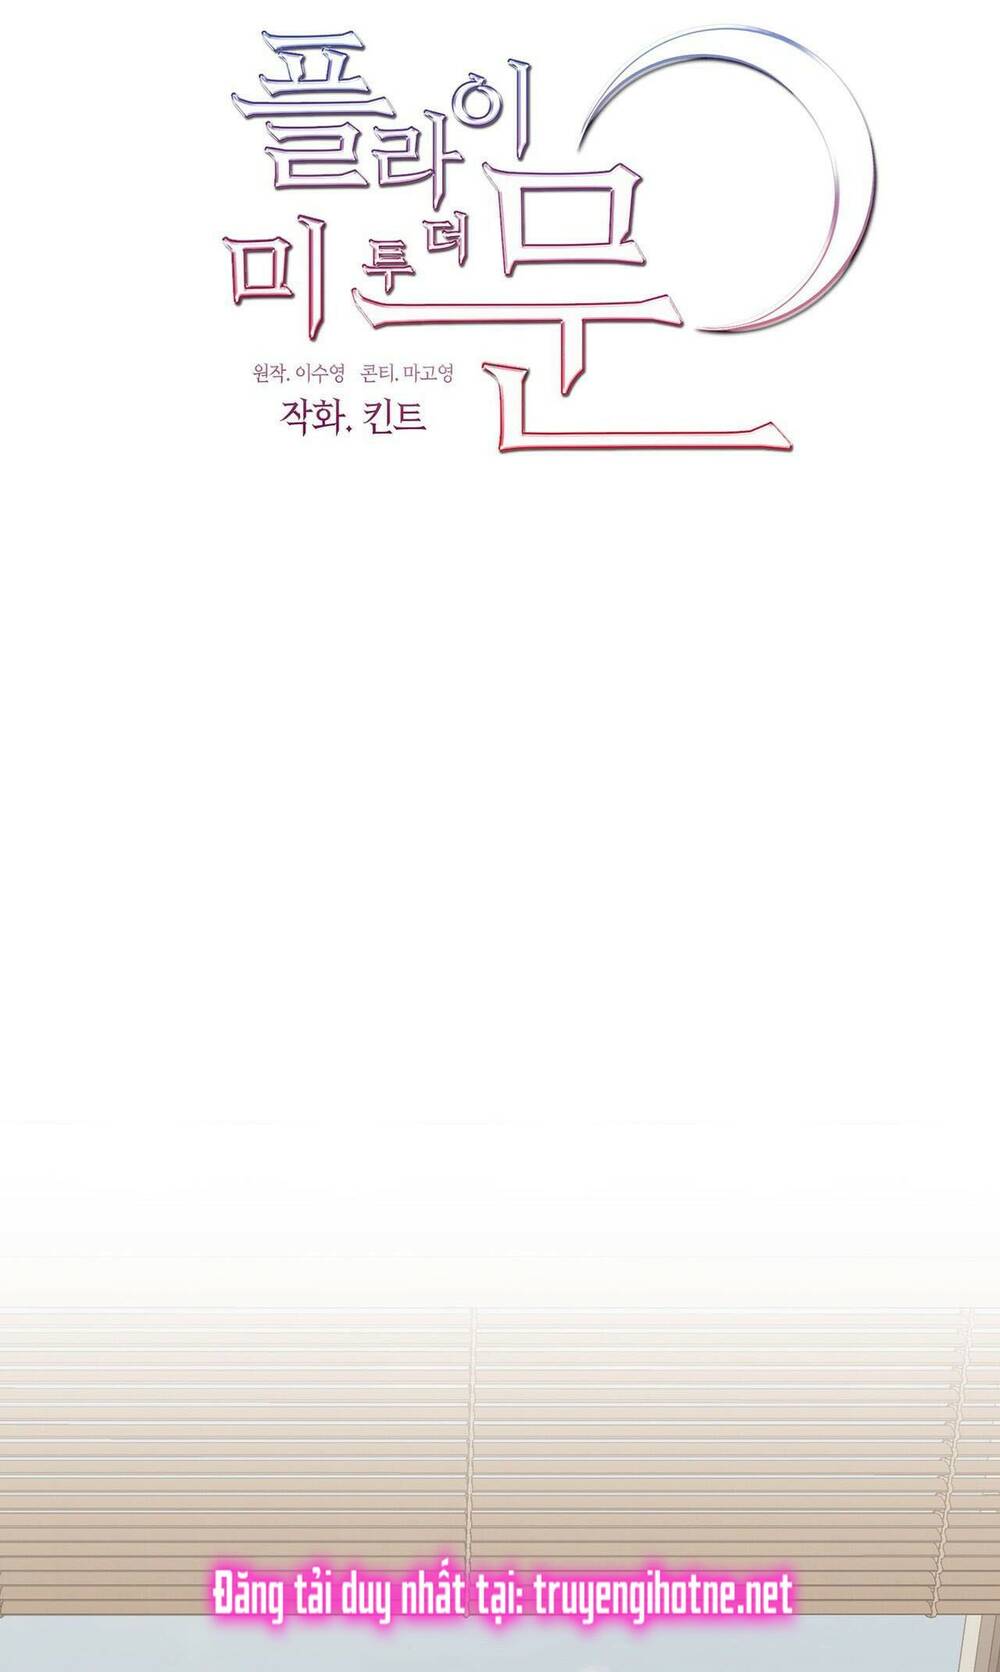 플라이
미 투 더 문
원작. 이수영 콘티. 마고영
작화. 킨트
Đăng tải duy nhất tại: truyengihotne.net